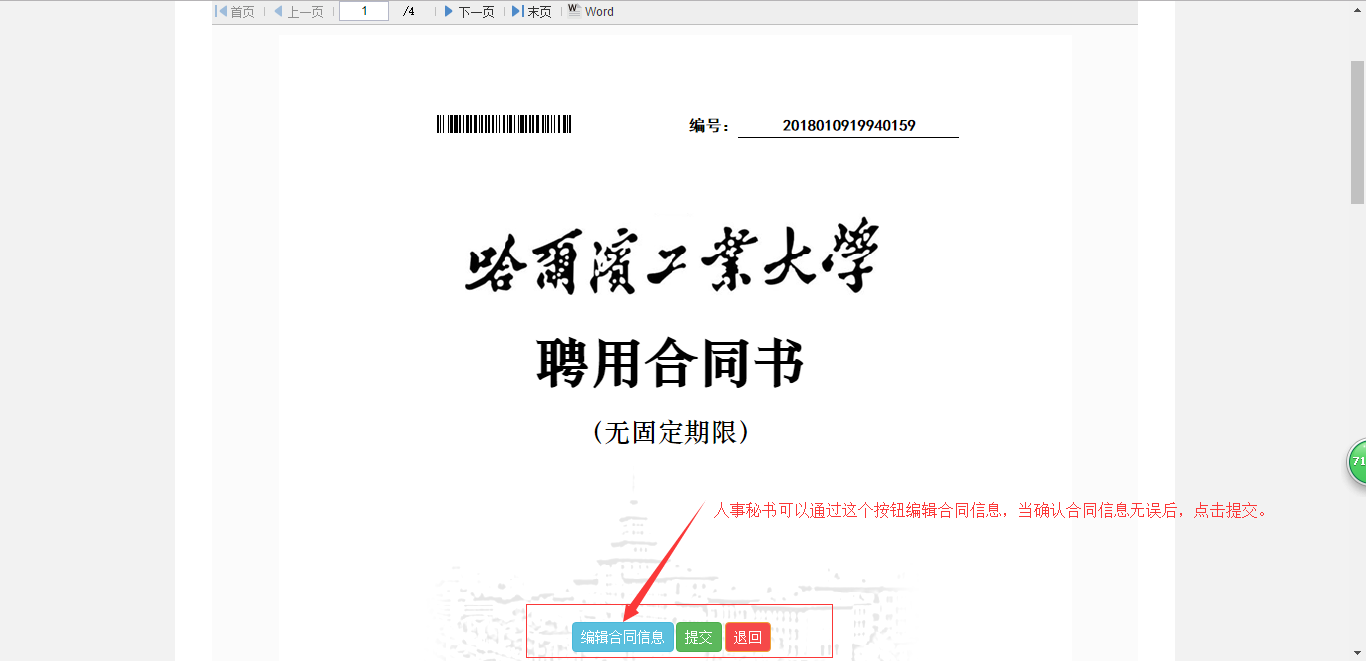 首页 上一页 1 /4 下一页 末页 Word
编号： 2018010919940159
哈爾濱工業大學
聘用合同书
（无固定期限）
71
人事秘书可以通过这个按钮编辑合同信息，当确认合同信息无误后，点击提交。
编辑合同信息 提交 退回